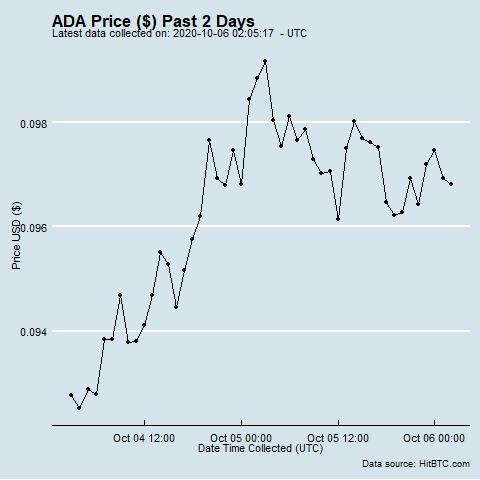 ADA Price ($) Past 2 Days
Latest data collected on: 2020-10-06 02:05:17 - UTC
0.098
0.096
0.094
Price USD ($)
Oct 04 12:00 Oct 05 00:00 Oct 05 12:00 Oct 06 00:00
Date Time Collected (UTC)
Data source: HitBTC.com